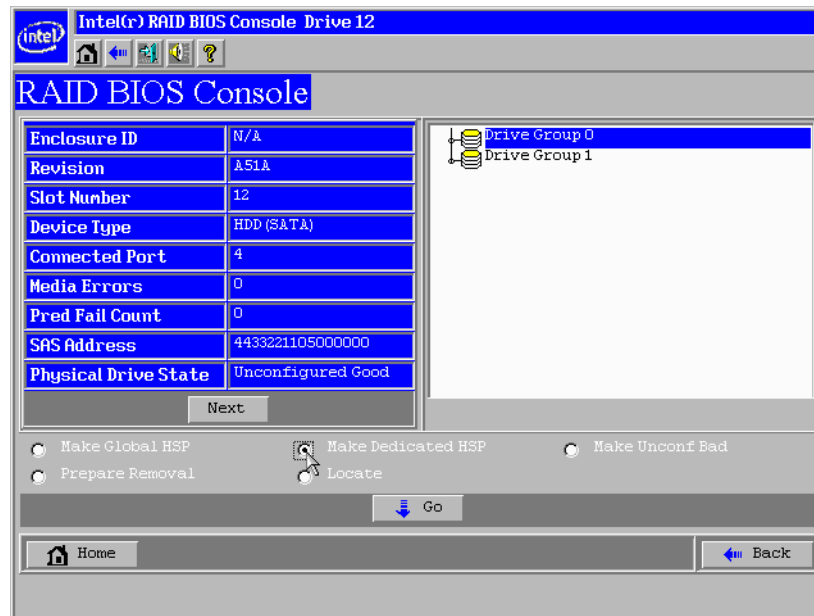 Intel(r) RAID BIOS Console Drive 12
intel
RAID BIOS Console
Enclosure ID N/A
Revision A51A
Slot Number 12
Device Type HDD (SATA)
Connected Port 4
Media Errors 0
Pred Fail Count 0
SAS Address 4433221105000000
Physical Drive State Unconfigured Good
Next
Drive Group 0
Drive Group 1
Make Global HSP Make Dedicated HSP Make Unconf Bad
Prepare Removal Locate
Go
Home Back